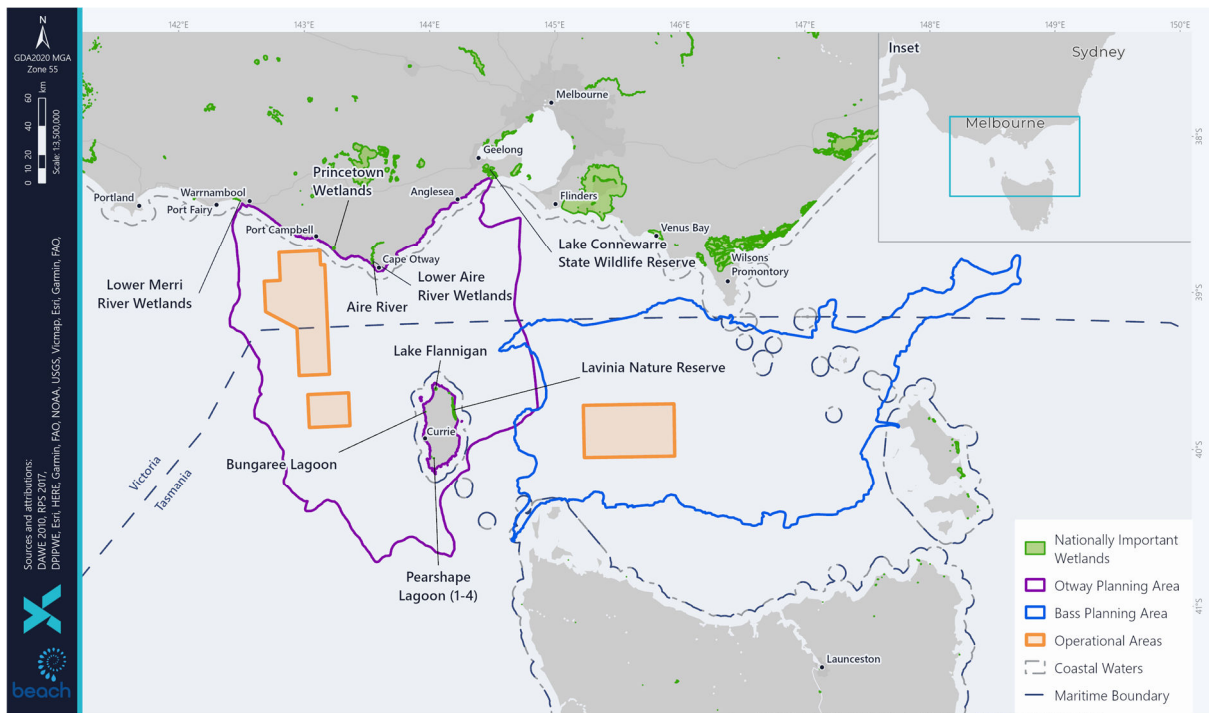 142°E
143°E
144°E
145°E
146°E
147°E
148°E
149°E
150°E
N
GDA2020 MGA
Zone 55
km
60
40
20
10
0
Scale: 1:3,500,000
Sources and attributions:
DAWE 2010, RPS 2017,
DPIPWE, Esri, HERE, Garmin, FAO, NOAA, USGS, Vicmap, Esri, Garmin, FAO,
beach
Inset
Sydney
Melbourne
38°S
39°S
40°S
41°S
Melbourne
Geelong
Princetown
Wetlands
Portland
Warrnambool
Port Fairy
Anglesea
Flinders
Port Campbell
Venus Bay
Cape Otway
Lake Connewarre
State Wildlife Reserve
Wilsons
Promontory
Lower Merri
River Wetlands
Lower Aire
River Wetlands
Aire River
Lake Flannigan
Lavinia Nature Reserve
Currie
Bungaree Lagoon
Victoria
Tasmania
Pearshape
Lagoon (1-4)
Launceston
Nationally Important
Wetlands
Otway Planning Area
Bass Planning Area
Operational Areas
Coastal Waters
Maritime Boundary